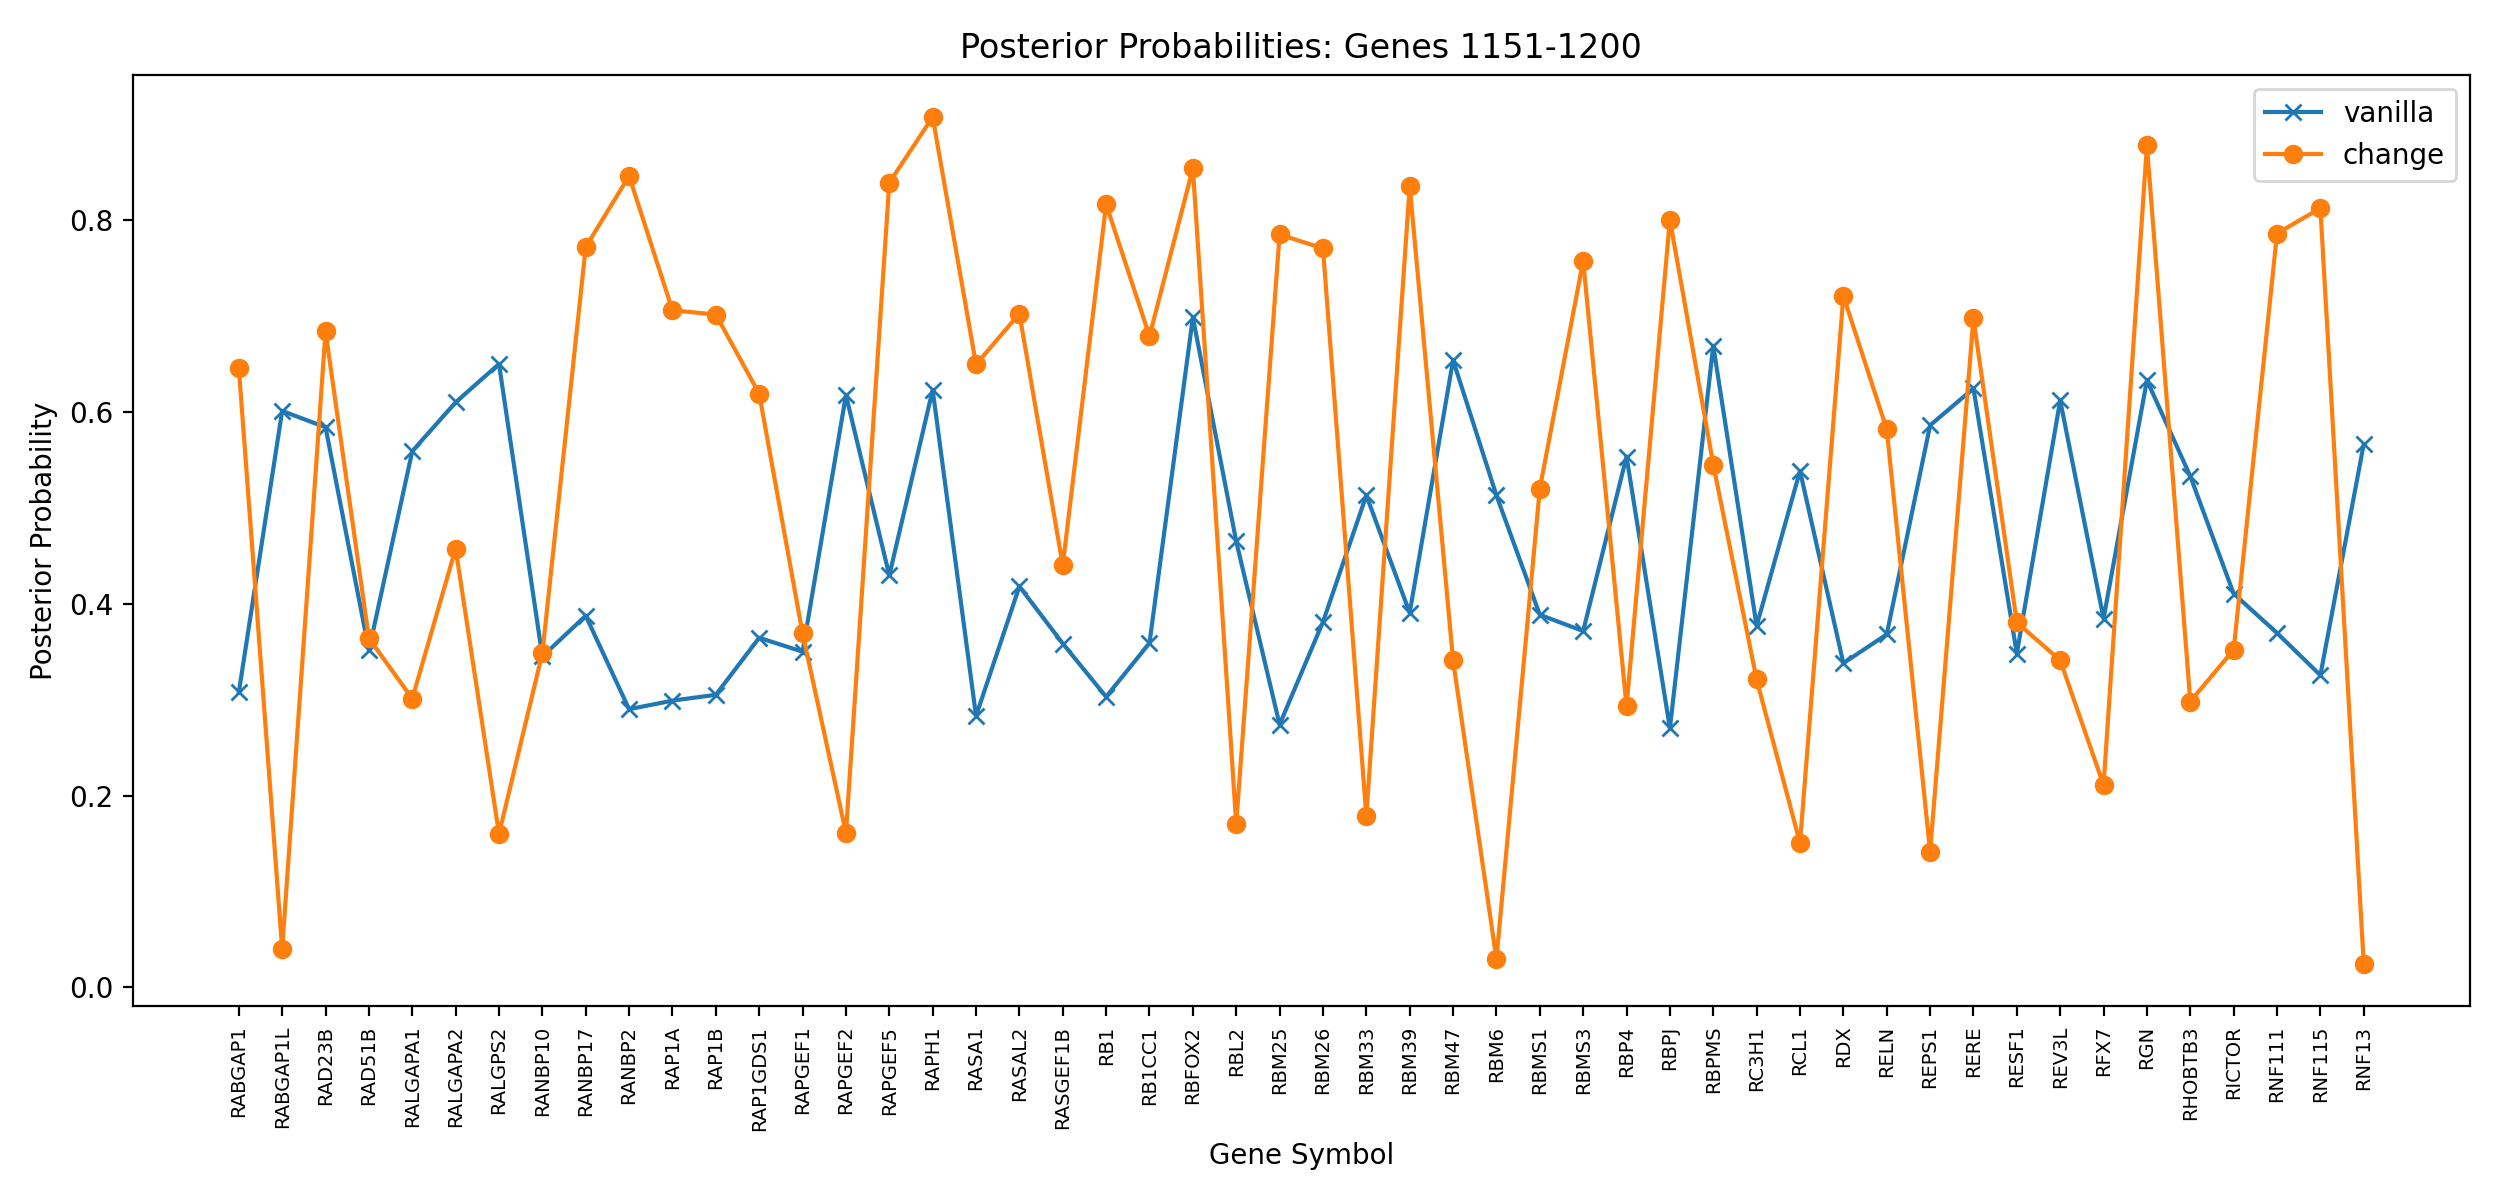 Posterior Probabilities: Genes 1151-1200
vanilla
change
Posterior Probability
0.8
0.6
0.4
0.2
0.0
RABGAP1
RABGAP1L
RAD23B
RAD51B
RALGAPA1
RALGAPA2
RALGPS2
RANBP10
RANBP17
RANBP2
RAP1A
RAP1B
RAP1GDS1
RAPGEF1
RAPGEF2
RAPGEF5
RAPH1
RASA1
RASAL2
RASGEF1B
RB1
RB1CC1
RBFOX2
RBL2
RBM25
RBM26
RBM33
RBM39
RBM47
RBM6
RBMS1
RBMS3
RBP4
RBPJ
RBPMS
RC3H1
RCL1
RDX
RELN
REPS1
RERE
RESF1
REV3L
RFX7
RGN
RHOBTB3
RICTOR
RNF111
RNF115
RNF13
Gene Symbol